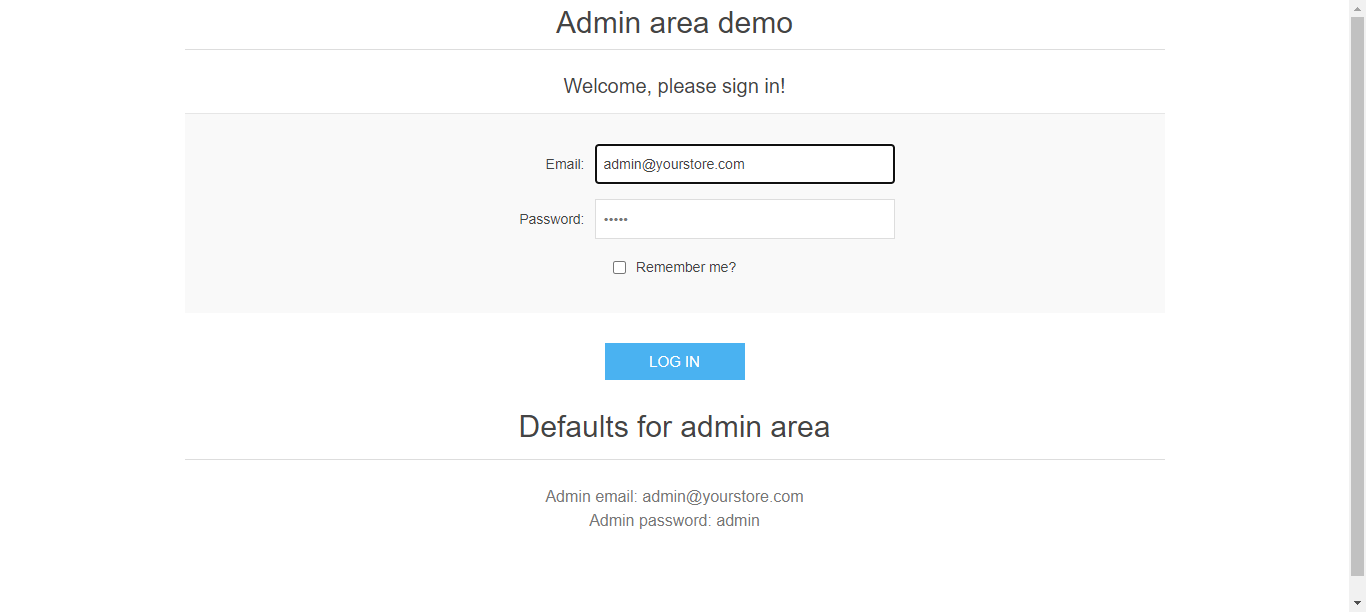 Admin area demo
Welcome, please sign in!
Email: admin@yourstore.com
Password: •••••
Remember me?
LOG IN
Defaults for admin area
Admin email: admin@yourstore.com
Admin password: admin